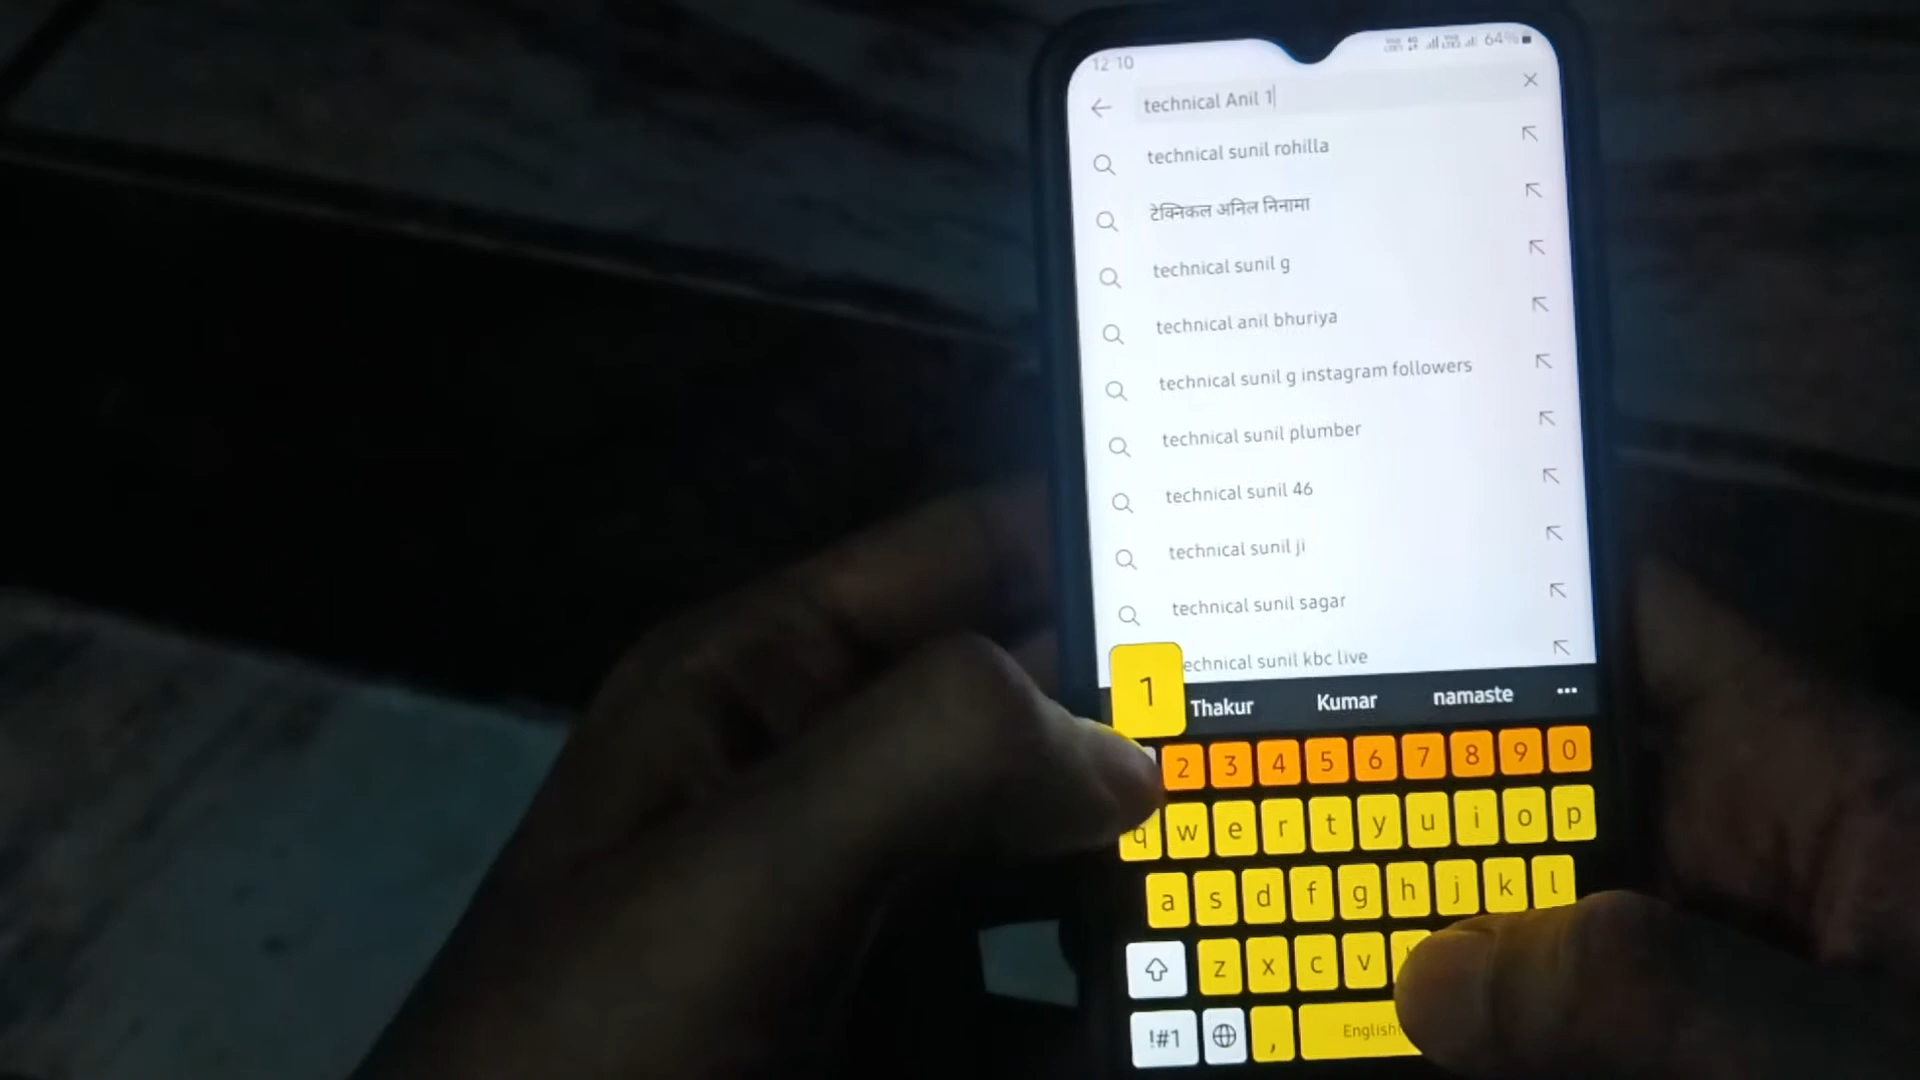 12 10
64%
technical Anil 1
technical sunil rohilla
टेक्निकल अनिल निनामा
technical sunil g
technical anil bhuriya
technical sunil g instagram followers
technical sunil plumber
technical sunil 46
technical sunil ji
technical sunil sagar
echnical sunil kbc live
1 Thakur Kumar namaste
2 3 4 5 6 7 8 9 0
q w e r t y u i o p
a s d f g h j k l
z x c v
!#1 , English